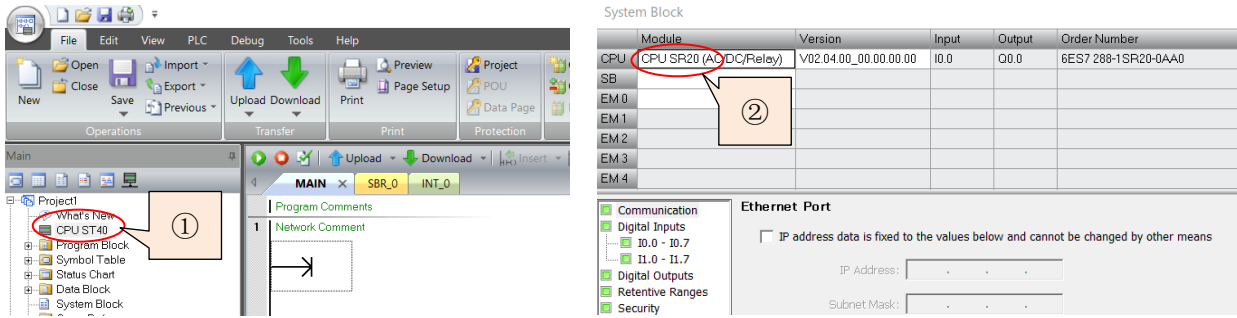 File Edit View PLC Debug Tools Help
New
Open
Close
Save
Import
Export
Previous
Upload Download
Print
Preview
Page Setup
Project
POU
Data Page
Operations Transfer Print Protection
Main
Upload Download Insert
MAIN SBR_0 INT_0
Project1
What's New
CPU ST40
Program Block
Symbol Table
Status Chart
Data Block
System Block
①
Program Comments
1 Network Comment
System Block
Module Version Input Output Order Number
CPU CPU SR20 (AC/DC/Relay) V02.04.00_00.00.00.00 I0.0 Q0.0 6ES7 288-1SR20-0AA0
SB
EM 0
EM 1
EM 2
EM 3
EM 4
②
Communication
Digital Inputs
I0.0 - I0.7
I1.0 - I1.7
Digital Outputs
Retentive Ranges
Security
Ethernet Port
IP address data is fixed to the values below and cannot be changed by other means
IP Address: . . .
Subnet Mask: . . .